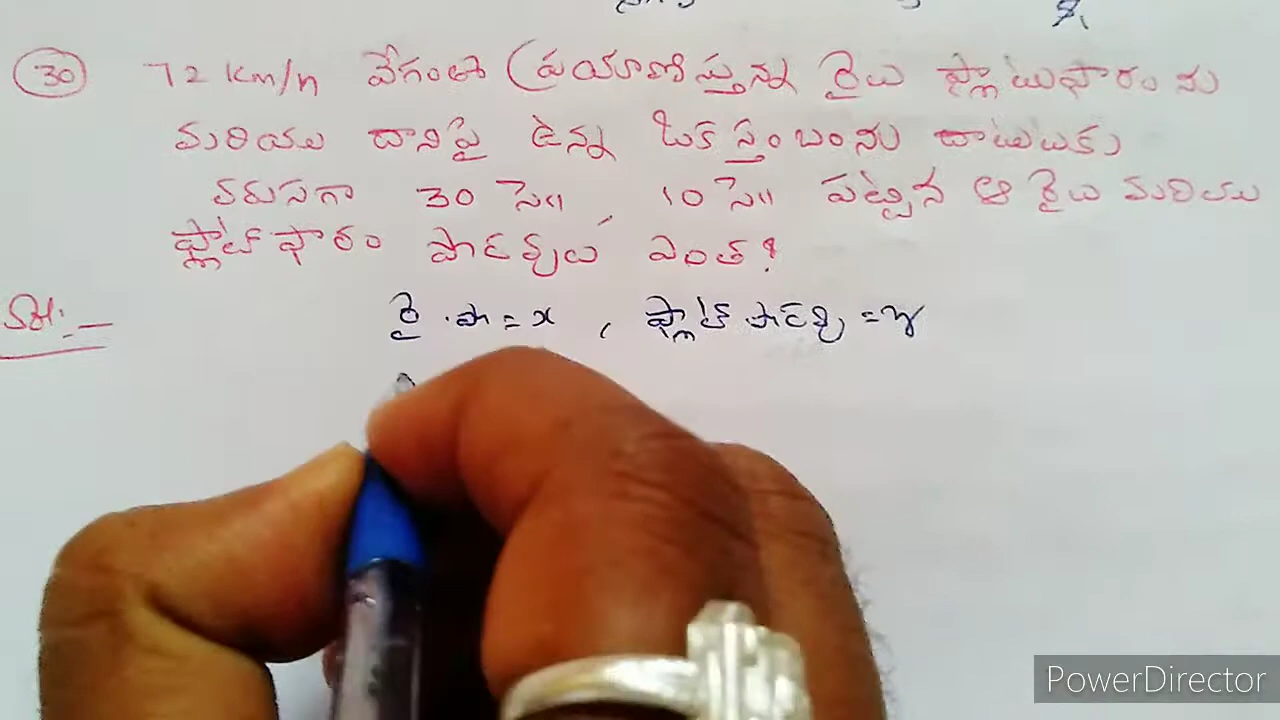 30 72 Km/h వేగంతో ప్రయాణిస్తున్న రైలు ప్లాటుఫారం ను
మరియు దానిపై ఉన్న ఒక స్తంబంను దాటుటకు
వరుసగా 30 సె॥, 10 సె॥ పట్టిన ఆ రైలు మరియు
ప్లాట్ ఫారం పొడవులు ఎంత?
Sol:-
రై.పొ = x , ప్లాట్.పొడవు = y
PowerDirector